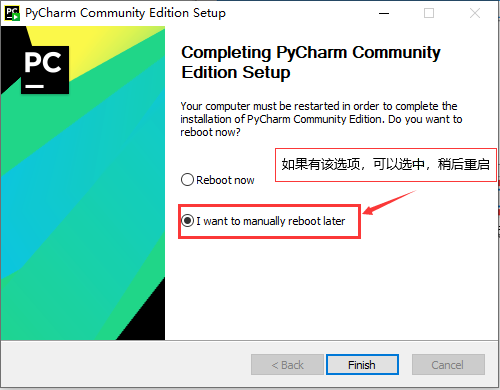 PyCharm Community Edition Setup
PC
Completing PyCharm Community
Edition Setup
Your computer must be restarted in order to complete the
installation of PyCharm Community Edition. Do you want to
reboot now?
如果有该选项，可以选中，稍后重启
Reboot now
I want to manually reboot later
< Back
Finish
Cancel